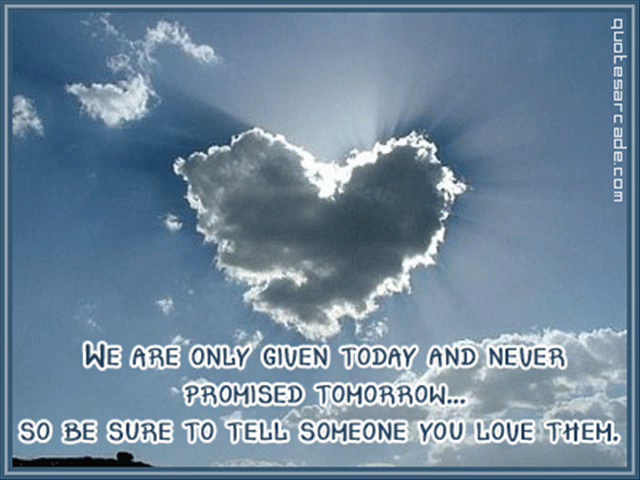 We are only given today and never
promised tomorrow...
so be sure to tell someone you love them.
quotesarcade.com